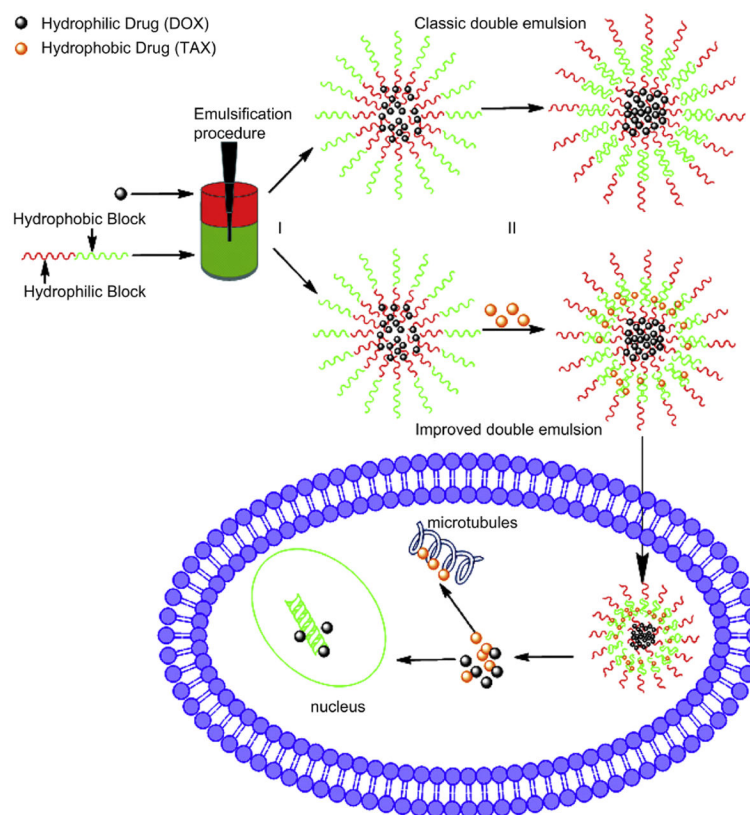 Hydrophilic Drug (DOX)
Hydrophobic Drug (TAX)
Classic double emulsion
Emulsification
procedure
Hydrophobic Block
Hydrophilic Block
I
II
Improved double emulsion
microtubules
nucleus